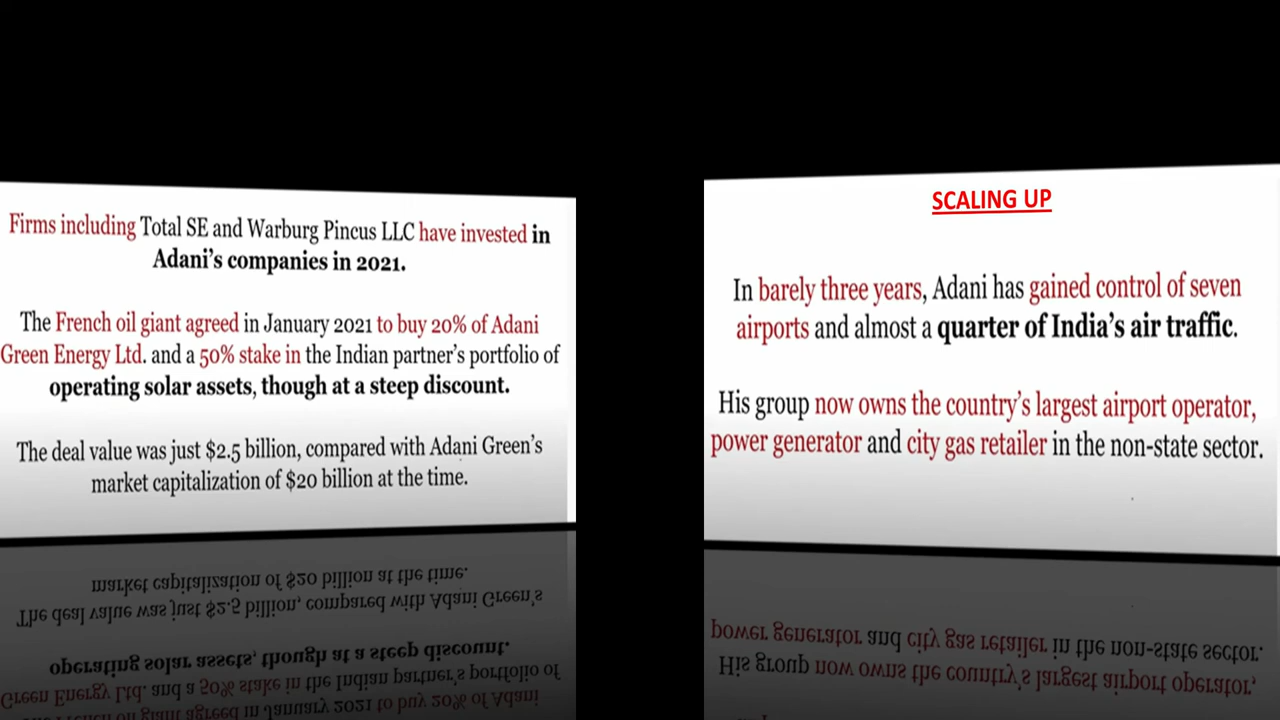 Firms including Total SE and Warburg Pincus LLC have invested in
Adani's companies in 2021.
The French oil giant agreed in January 2021 to buy 20% of Adani
Green Energy Ltd. and a 50% stake in the Indian partner's portfolio of
operating solar assets, though at a steep discount.
The deal value was just $2.5 billion, compared with Adani Green's
market capitalization of $20 billion at the time.
SCALING UP
In barely three years, Adani has gained control of seven
airports and almost a quarter of India's air traffic.
His group now owns the country's largest airport operator,
power generator and city gas retailer in the non-state sector.